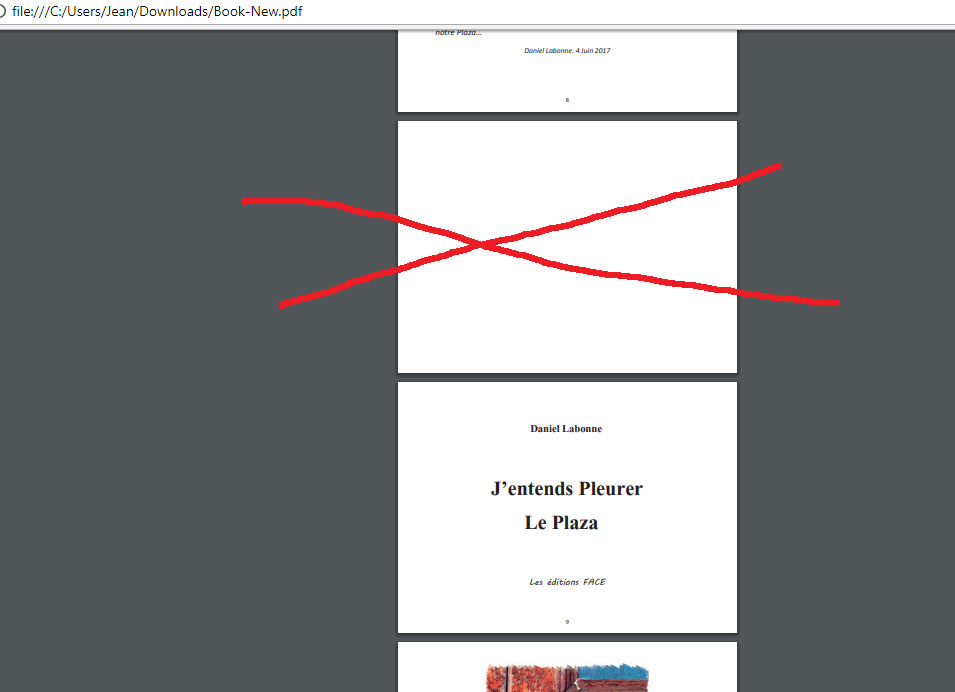 file:///C:/Users/Jean/Downloads/Book-New.pdf
notre Plaza...
Daniel Labonne. 4 Juin 2017
8
Daniel Labonne
J’entends Pleurer
Le Plaza
Les éditions FACE
9